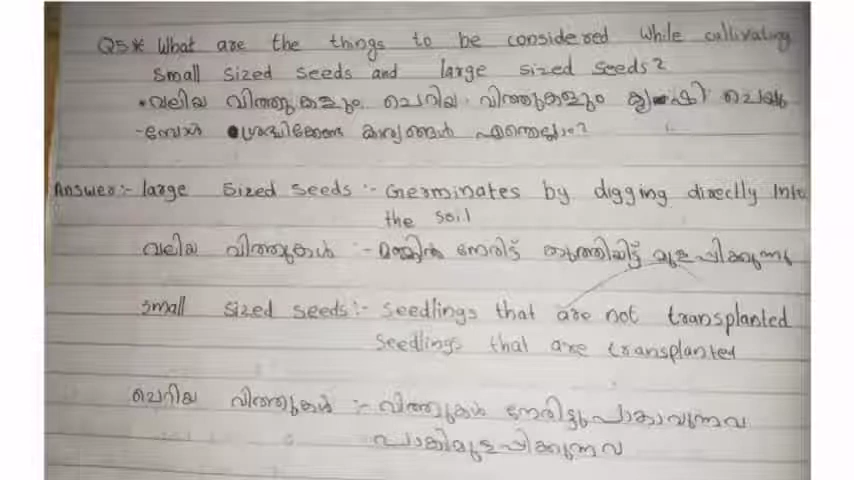 Q5* What are the things to be considered while cultivating
small sized seeds and large sized seeds?
• വലിയ വിത്തുകളും ചെറിയ വിത്തുകളും കൃഷി ചെയ്യു
-മ്പോൾ ശ്രദ്ധിക്കേണ്ട കാര്യങ്ങൾ എന്തെല്ലാം?
Answer:- large sized seeds :- Germinates by digging directly into
the soil
വലിയ വിത്തുകൾ :- മണ്ണിൽ നേരിട്ട് കുത്തിയിട്ട് മുളപ്പിക്കുന്നു
small sized seeds:- seedlings that are not transplanted
seedlings that are transplanted
ചെറിയ വിത്തുകൾ :- വിത്തുകൾ നേരിട്ടുപാകാവുന്നവ
പാകിമുളപ്പിക്കുന്നവ